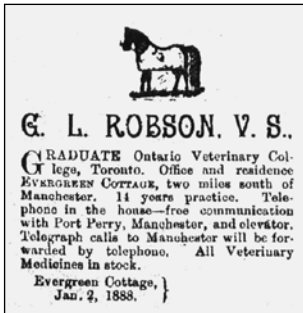 G. L. ROBSON, V. S.,
GRADUATE Ontario Veterinary Col-
lege, Toronto. Office and residence
EVERGREEN COTTAGE, two miles south of
Manchester. 14 years practice. Tele-
phone in the house—free communication
with Port Perry, Manchester, and elevator.
Telegraph calls to Manchester will be for-
warded by telephone. All Veterinary
Medicines in stock.
Evergreen Cottage, }
Jan. 2, 1888. }